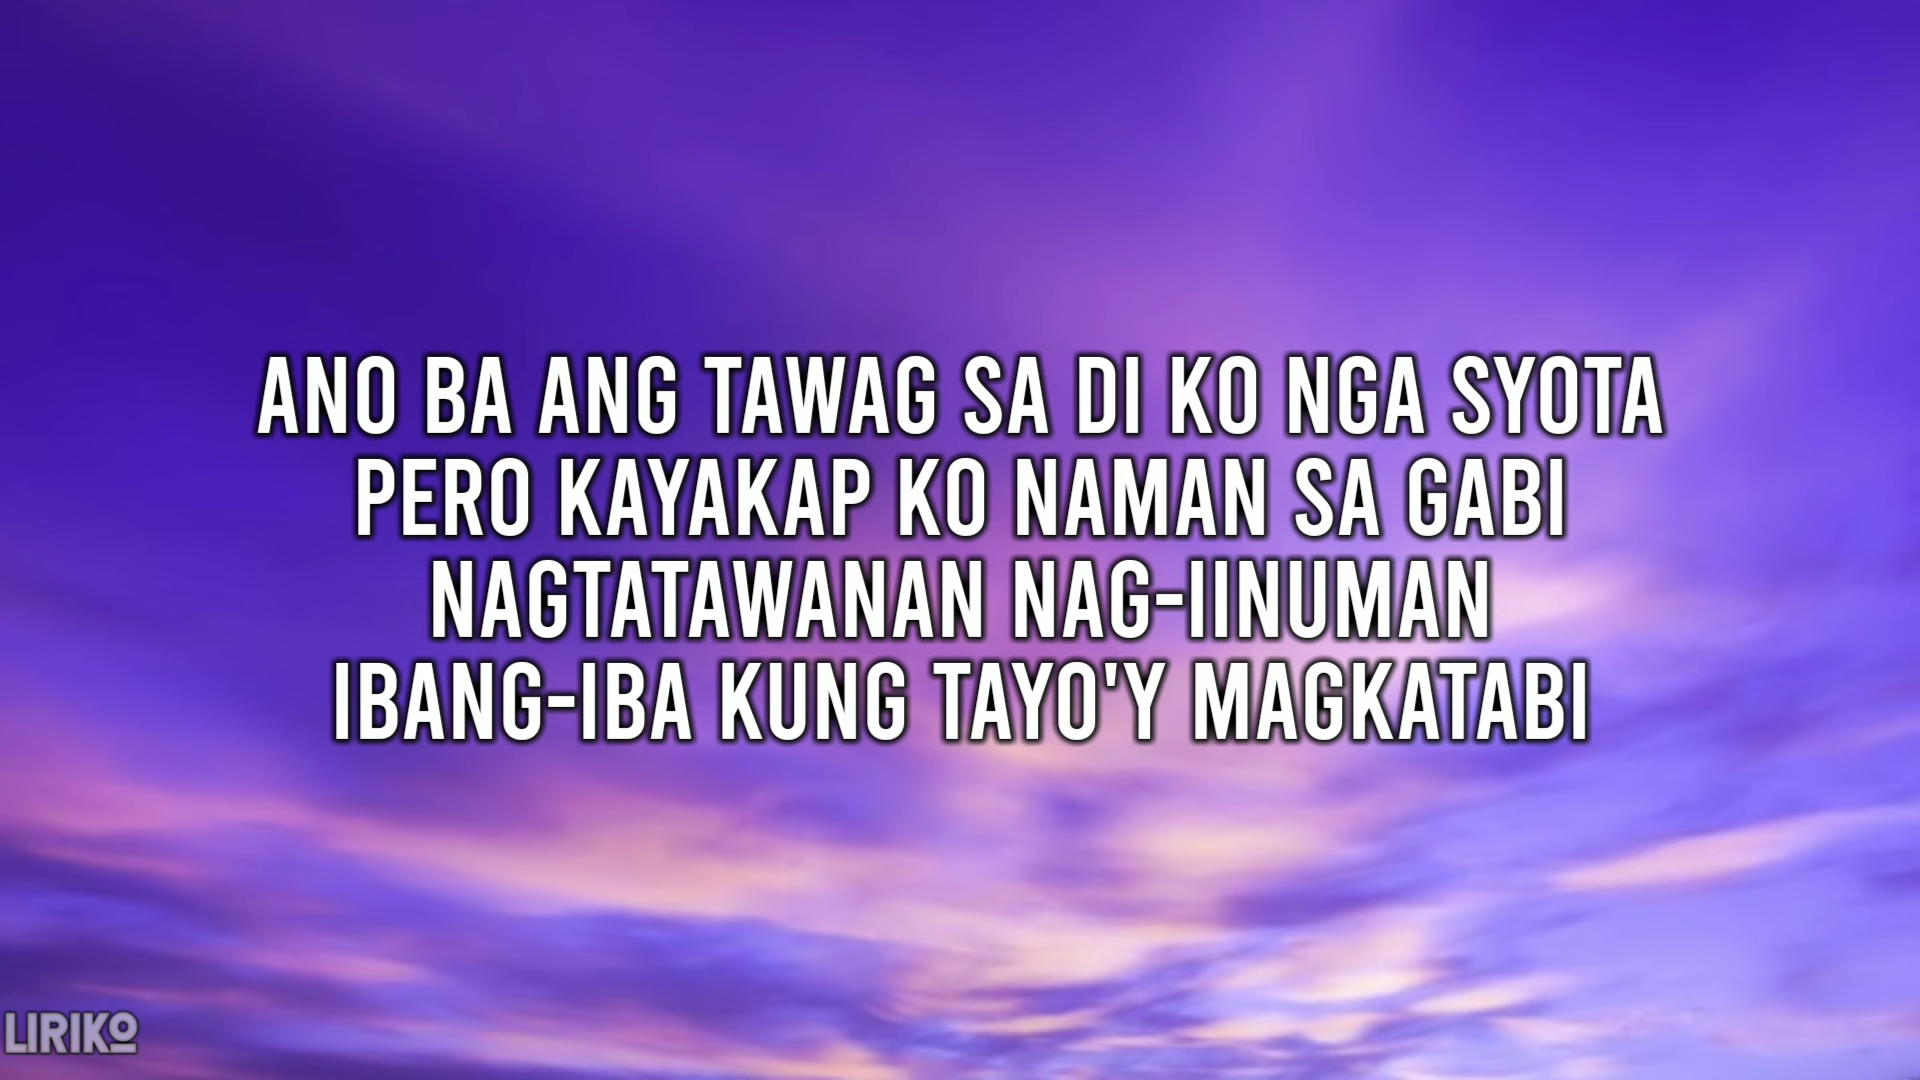 ANO BA ANG TAWAG SA DI KO NGA SYOTA
PERO KAYAKAP KO NAMAN SA GABI
NAGTATAWANAN NAG-IINUMAN
IBANG-IBA KUNG TAYO'Y MAGKATABI
LIRIKO